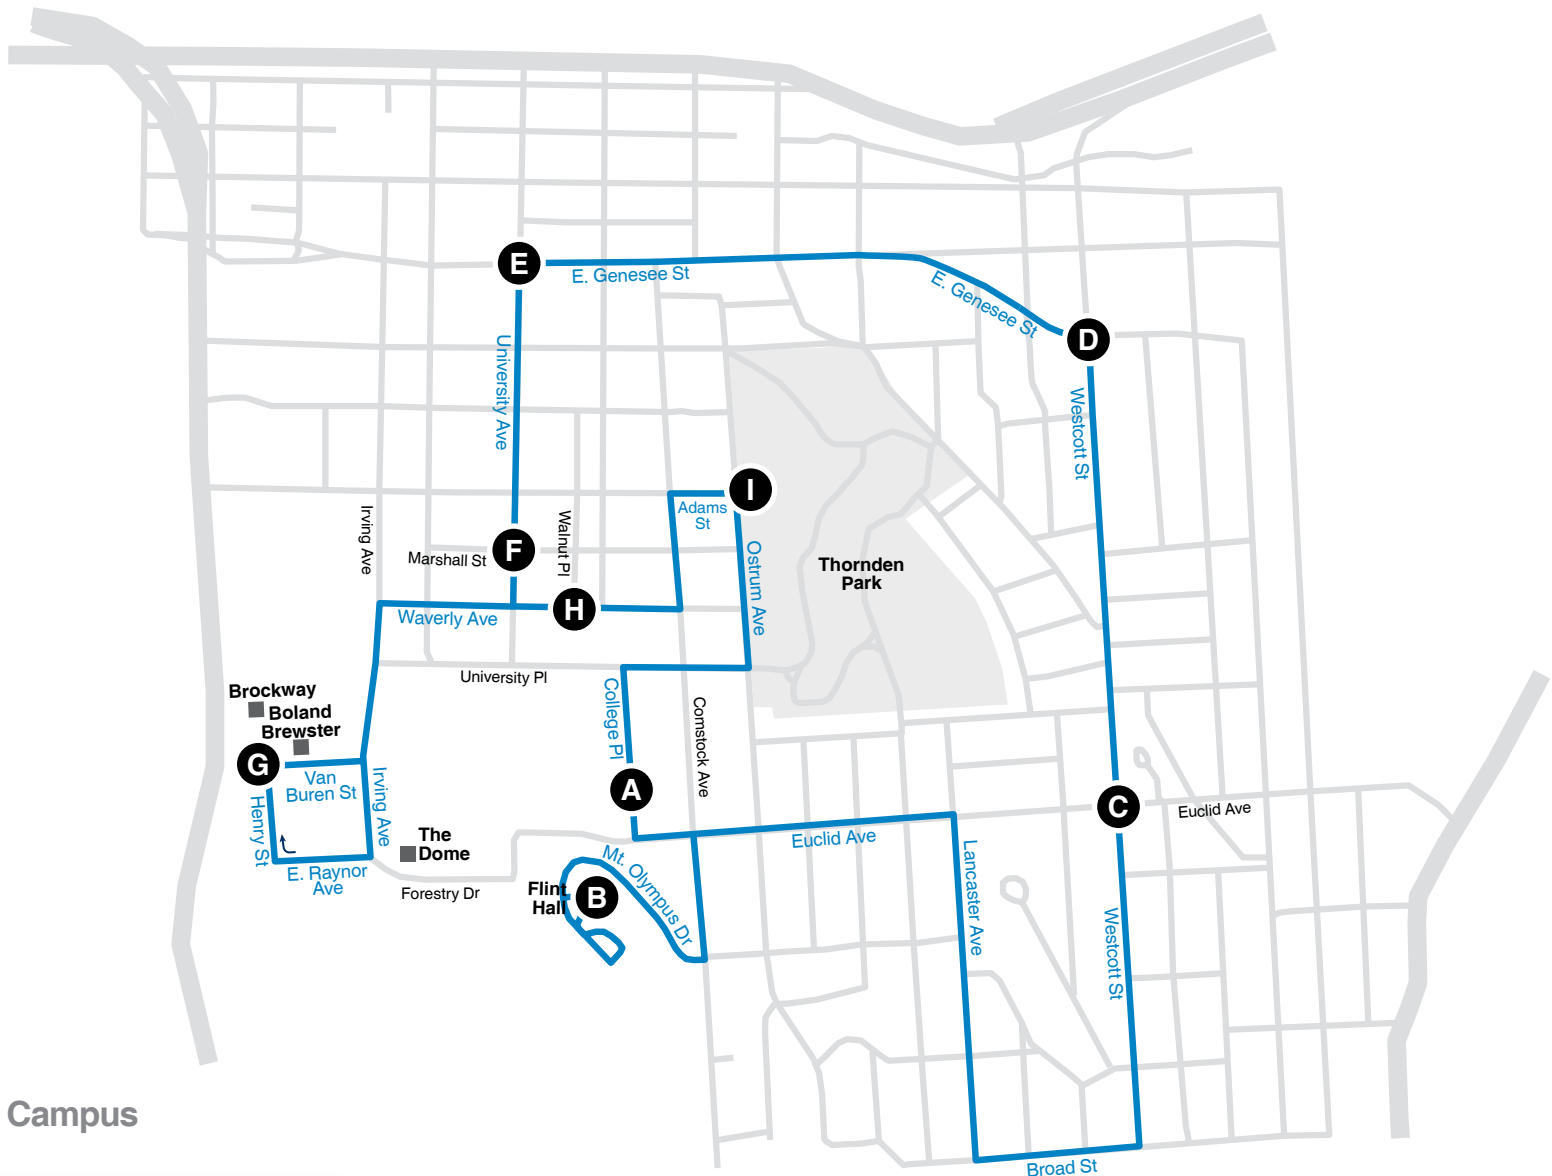 E
E. Genesee St
E. Genesee St
D
University Ave
Westcott St
I
Adams
St
Irving Ave
Walnut Pl
Marshall St
F
Ostrum Ave
Thornden
Park
H
Waverly Ave
University Pl
Brockway
Boland
Brewster
College Pl
Comstock Ave
G
Van
Buren St
Irving Ave
Henry St
A
C
Euclid Ave
Euclid Ave
The
Dome
E. Raynor
Ave
Forestry Dr
Mt. Olympus Dr
Flint
Hall
B
Lancaster Ave
Westcott St
Campus
Broad St